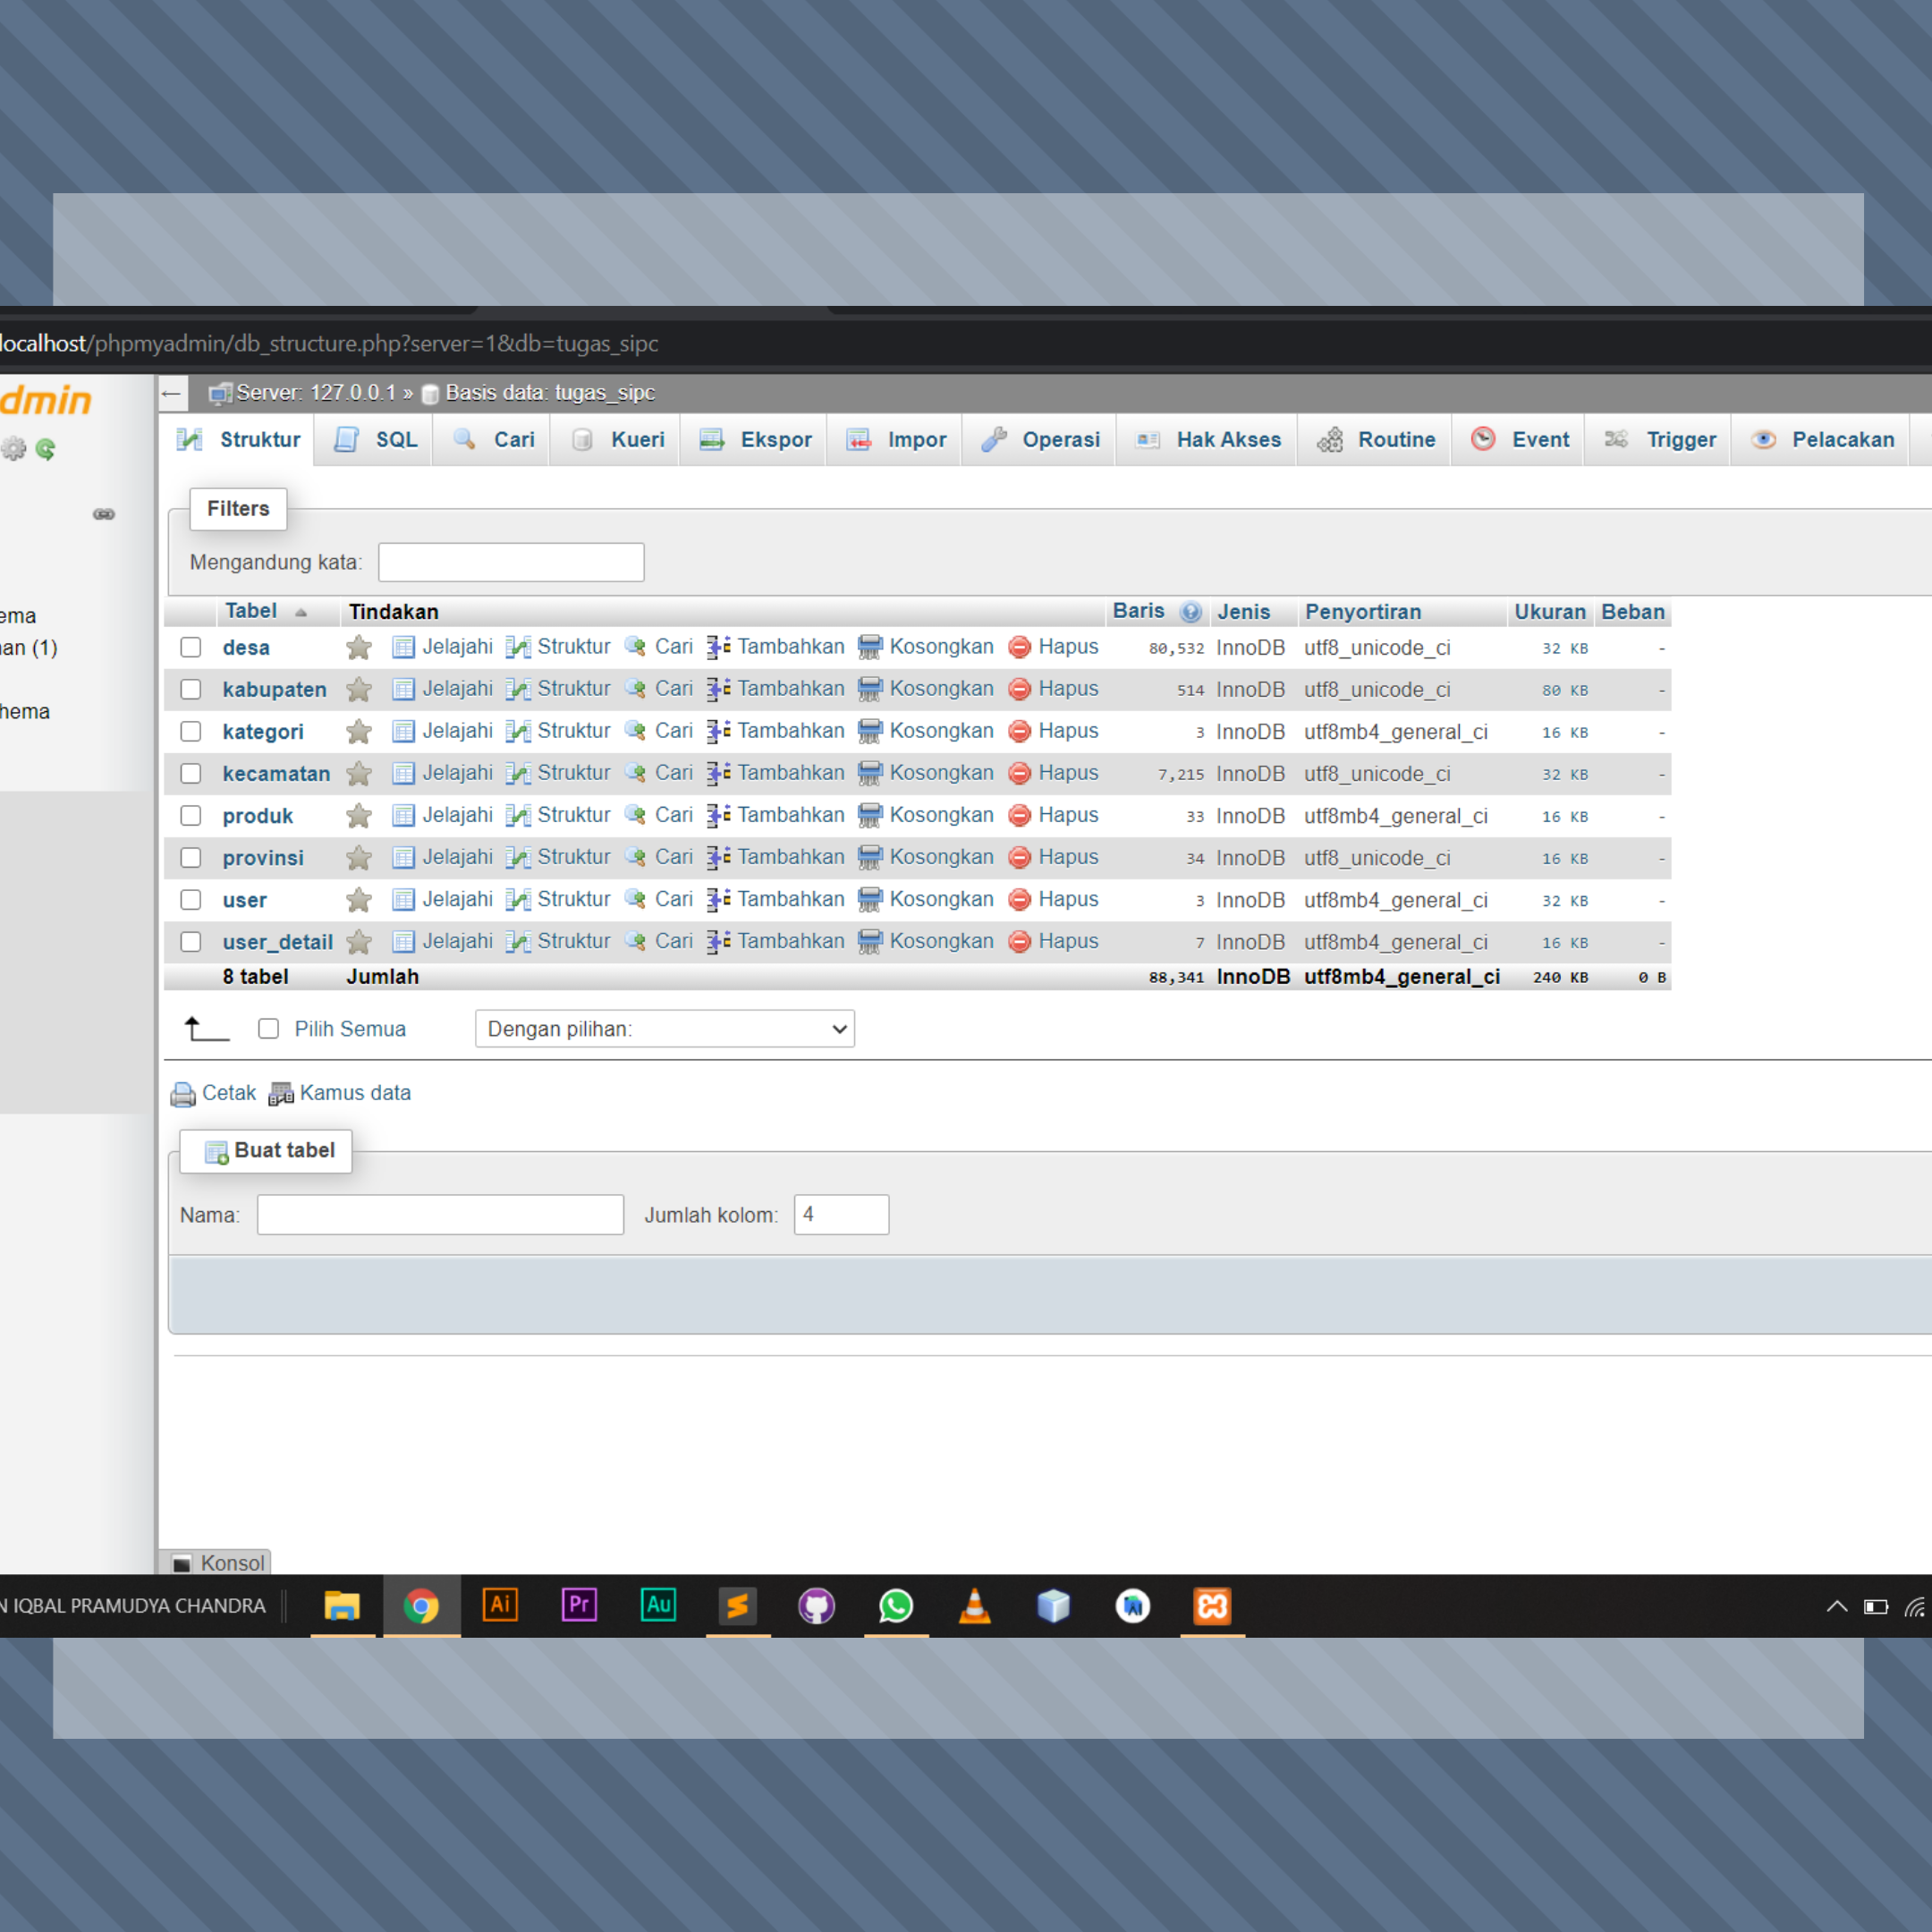 localhost/phpmyadmin/db_structure.php?server=1&db=tugas_sipc
dmin
Server: 127.0.0.1 » Basis data: tugas_sipc
Struktur SQL Cari Kueri Ekspor Impor Operasi Hak Akses Routine Event Trigger Pelacakan
Filters
Mengandung kata:
ema
an (1)
hema
Tabel Tindakan Baris Jenis Penyortiran Ukuran Beban
desa Jelajahi Struktur Cari Tambahkan Kosongkan Hapus 80,532 InnoDB utf8_unicode_ci 32 KB -
kabupaten Jelajahi Struktur Cari Tambahkan Kosongkan Hapus 514 InnoDB utf8_unicode_ci 80 KB -
kategori Jelajahi Struktur Cari Tambahkan Kosongkan Hapus 3 InnoDB utf8mb4_general_ci 16 KB -
kecamatan Jelajahi Struktur Cari Tambahkan Kosongkan Hapus 7,215 InnoDB utf8_unicode_ci 32 KB -
produk Jelajahi Struktur Cari Tambahkan Kosongkan Hapus 33 InnoDB utf8mb4_general_ci 16 KB -
provinsi Jelajahi Struktur Cari Tambahkan Kosongkan Hapus 34 InnoDB utf8_unicode_ci 16 KB -
user Jelajahi Struktur Cari Tambahkan Kosongkan Hapus 3 InnoDB utf8mb4_general_ci 32 KB -
user_detail Jelajahi Struktur Cari Tambahkan Kosongkan Hapus 7 InnoDB utf8mb4_general_ci 16 KB -
8 tabel Jumlah 88,341 InnoDB utf8mb4_general_ci 240 KB 0 B
Pilih Semua Dengan pilihan:
Cetak Kamus data
Buat tabel
Nama: Jumlah kolom: 4
Konsol
N IQBAL PRAMUDYA CHANDRA Ai Pr Au